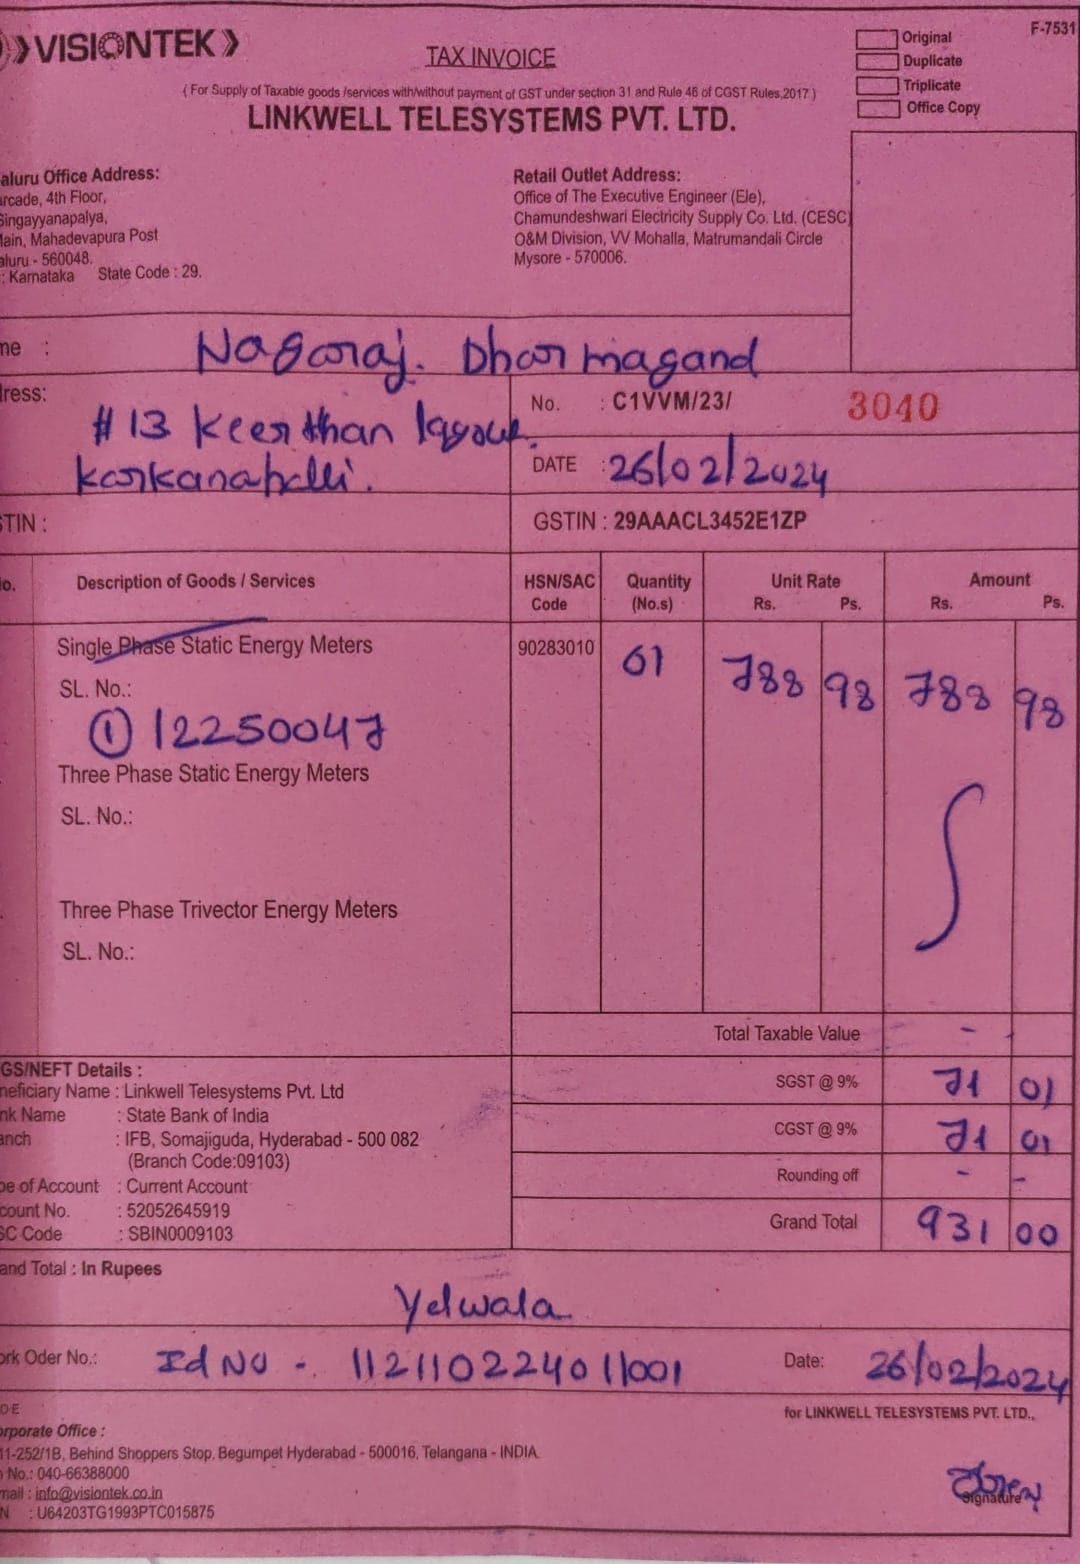 VISIONTEK
TAX INVOICE
Original
Duplicate
Triplicate
Office Copy
F-7531
( For Supply of Taxable goods /services with/without payment of GST under section 31 and Rule 46 of CGST Rules,2017 )
LINKWELL TELESYSTEMS PVT. LTD.
aluru Office Address:
rcade, 4th Floor,
Singayyanapalya,
Main, Mahadevapura Post
aluru - 560048.
: Karnataka State Code : 29.
Retail Outlet Address:
Office of The Executive Engineer (Ele),
Chamundeshwari Electricity Supply Co. Ltd. (CESC)
O&M Division, VV Mohalla, Matrumandali Circle
Mysore - 570006.
me : Nagaraj. Dharmagand
ress: #13 Keerthan layout.
karkanahalli.
No. : C1VVM/23/ 3040
DATE : 26/02/2024
STIN :
GSTIN : 29AAACL3452E1ZP
o. Description of Goods / Services HSN/SAC Code Quantity (No.s) Unit Rate Rs. Ps. Amount Rs. Ps.
Single Phase Static Energy Meters 90283010 01 788 98 788 98
SL. No.:
① 12250047
Three Phase Static Energy Meters
SL. No.:
Three Phase Trivector Energy Meters
SL. No.:
Total Taxable Value -
SGST @ 9% 71 01
CGST @ 9% 71 01
Rounding off - -
Grand Total 931 00
GS/NEFT Details :
neficiary Name : Linkwell Telesystems Pvt. Ltd
nk Name : State Bank of India
anch : IFB, Somajiguda, Hyderabad - 500 082
(Branch Code:09103)
pe of Account : Current Account
count No. : 52052645919
SC Code : SBIN0009103
and Total : In Rupees
Yelwala
ork Oder No.: Id NO - 112110224011001 Date: 26/02/2024
for LINKWELL TELESYSTEMS PVT. LTD.,
orporate Office :
11-252/1B, Behind Shoppers Stop, Begumpet Hyderabad - 500016, Telangana - INDIA.
No.: 040-66388000
mail : info@visiontek.co.in
N : U64203TG1993PTC015875
Signature